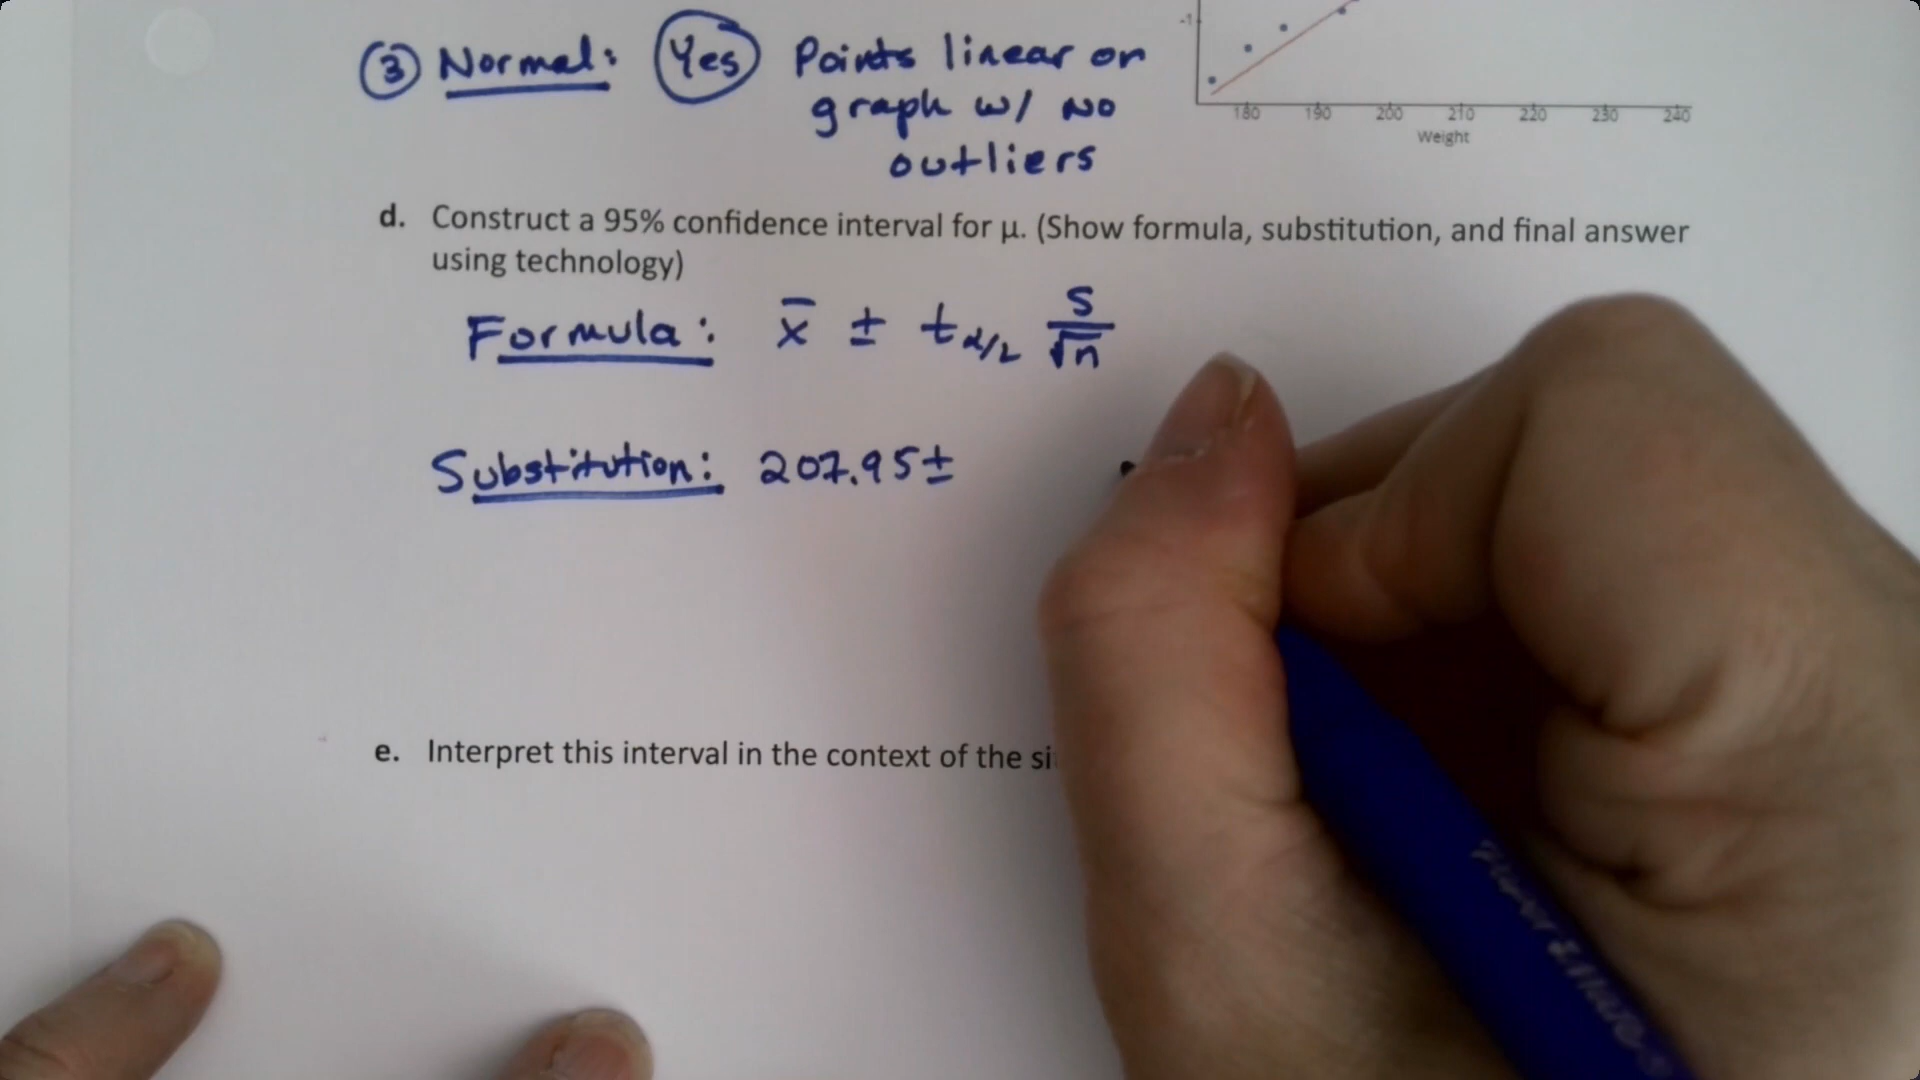 ③ Normal: Yes Points linear on
graph w/ No
outliers
-1
180 190 200 210 220 230 240
Weight
d. Construct a 95% confidence interval for μ. (Show formula, substitution, and final answer
using technology)
Formula: x̄ ± t α/2 s/√n
Substitution: 207.95 ±
e. Interpret this interval in the context of the